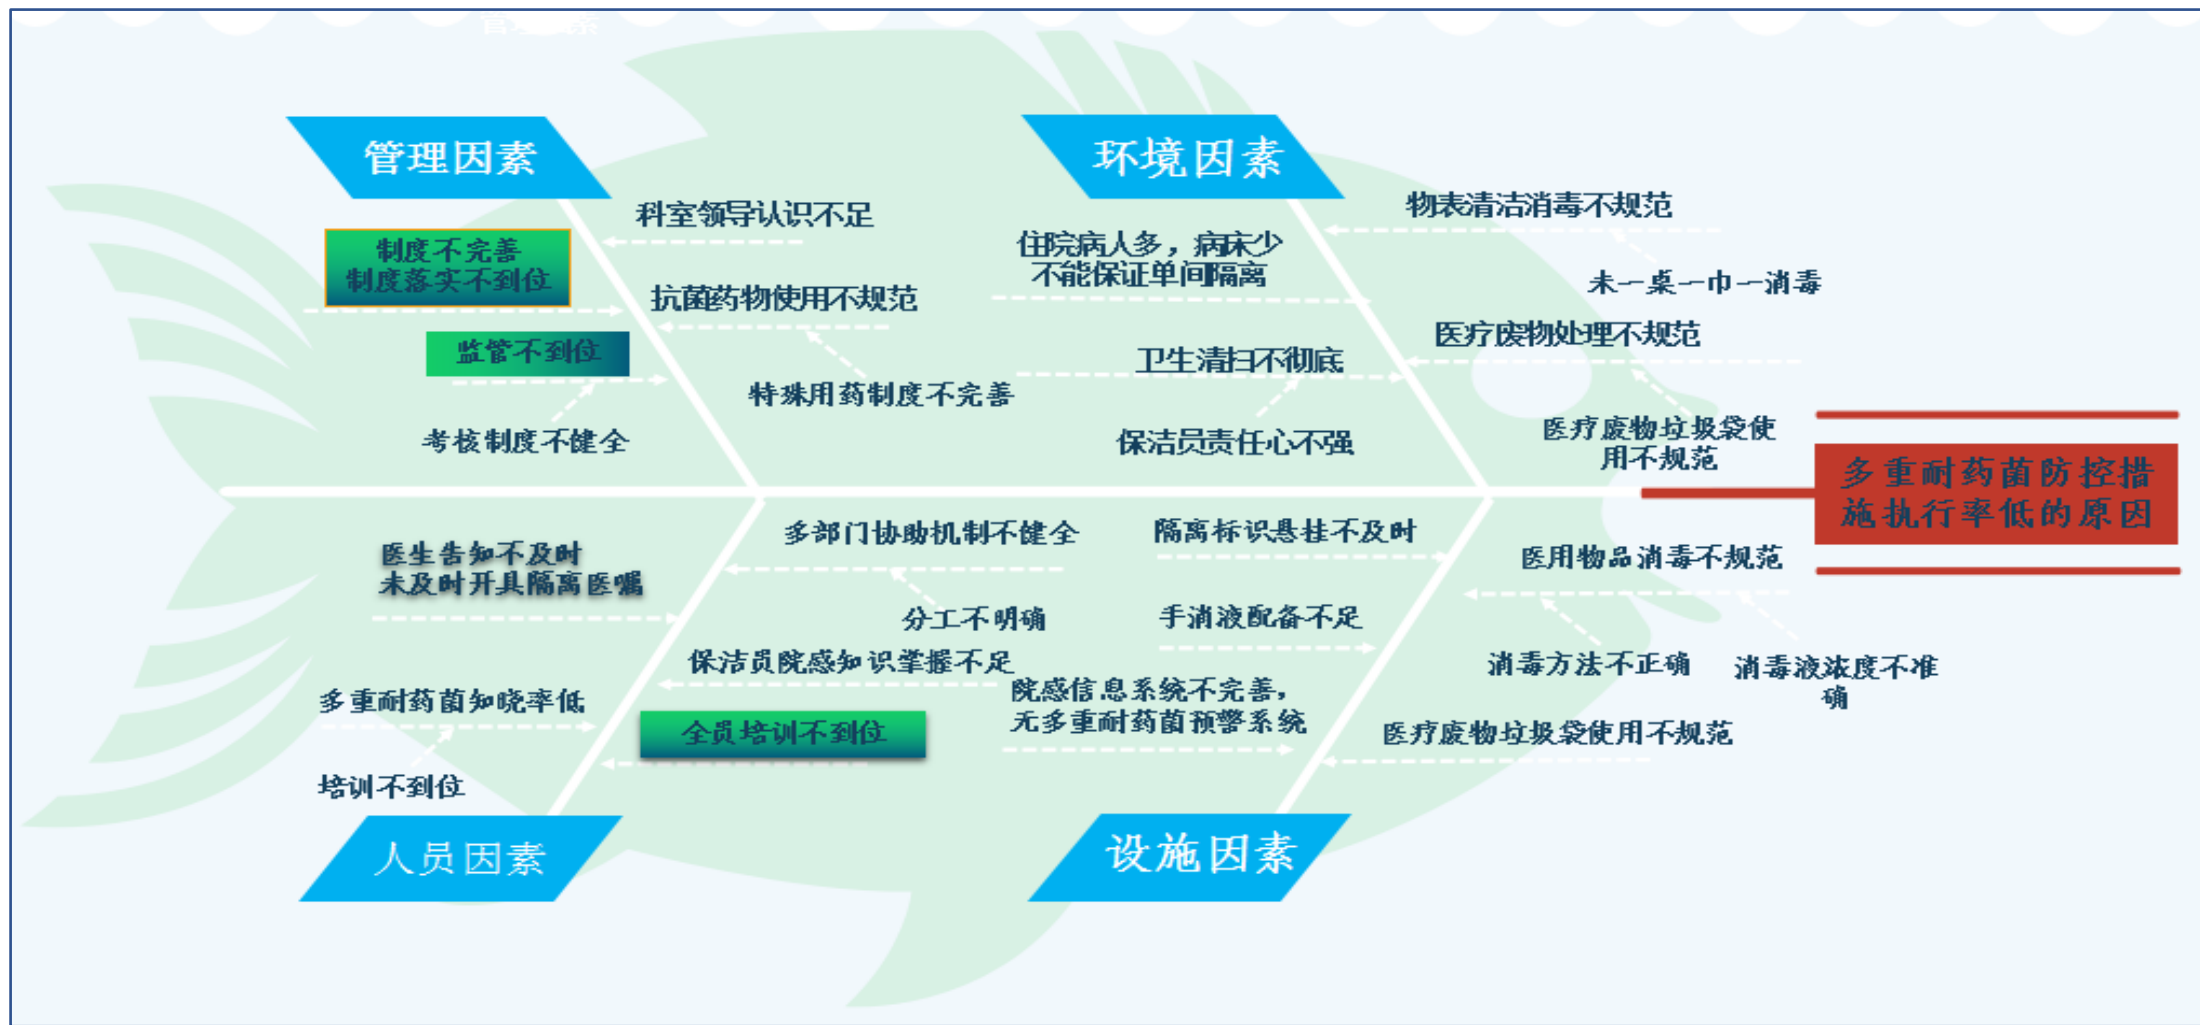 管理因素
管理因素
环境因素
科室领导认识不足
物表清洁消毒不规范
制度不完善
制度落实不到位
住院病人多，病床少
不能保证单间隔离
未一桌一巾一消毒
抗菌药物使用不规范
监管不到位
医疗废物处理不规范
卫生清扫不彻底
特殊用药制度不完善
考核制度不健全
保洁员责任心不强
医疗废物垃圾袋使
用不规范
多重耐药菌防控措
施执行率低的原因
医生告知不及时
未及时开具隔离医嘱
多部门协助机制不健全
隔离标识悬挂不及时
医用物品消毒不规范
分工不明确
手消液配备不足
保洁员院感知识掌握不足
消毒方法不正确
消毒液浓度不准
确
多重耐药菌知晓率低
院感信息系统不完善，
无多重耐药菌预警系统
全员培训不到位
医疗废物垃圾袋使用不规范
培训不到位
人员因素
设施因素